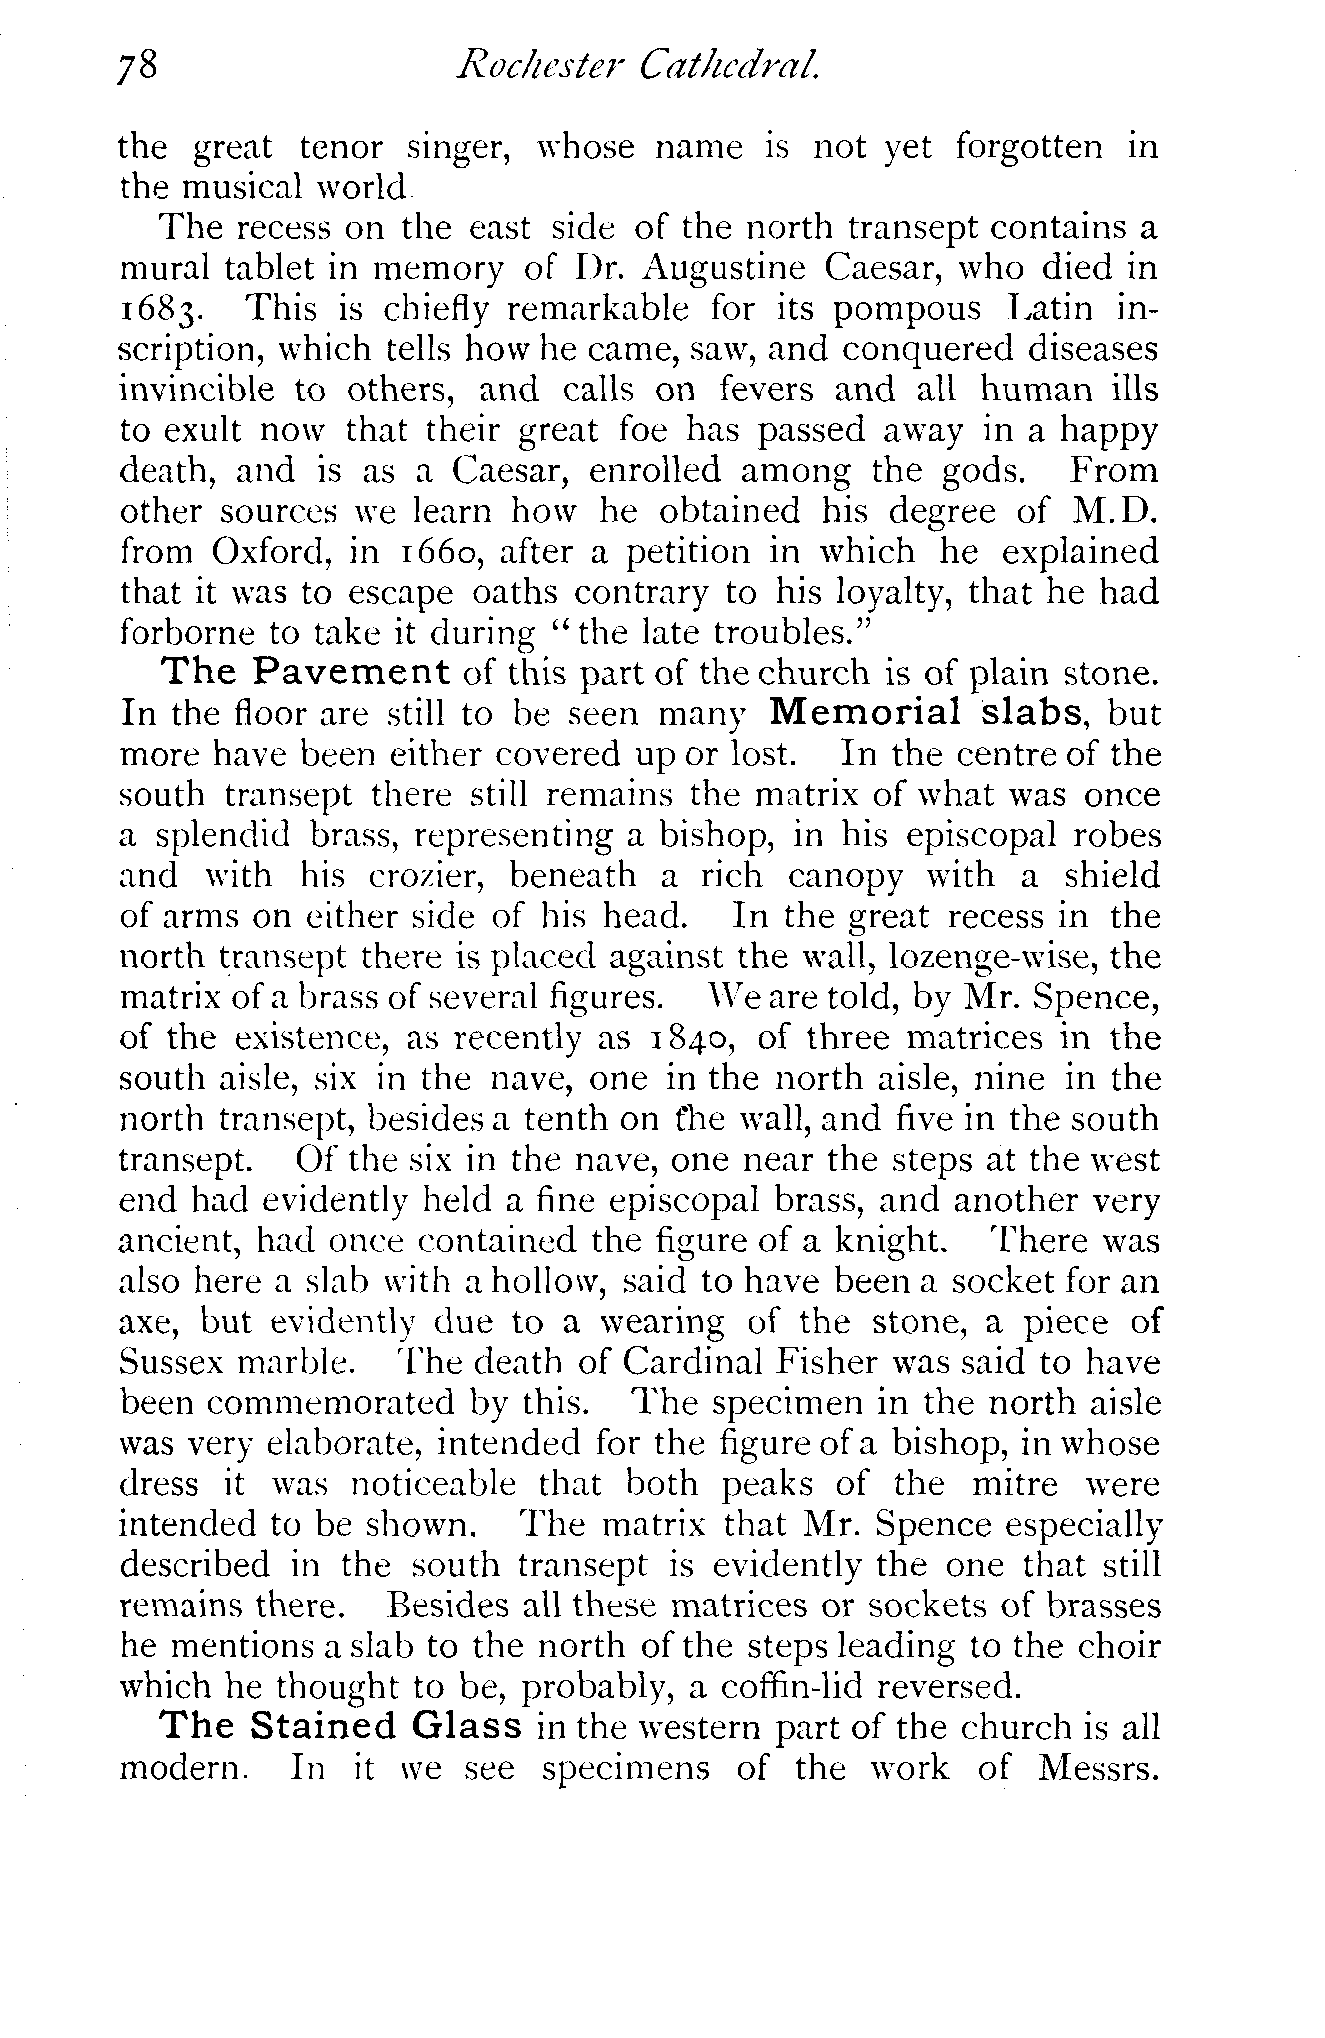 78 Rochester Cathedral.
the great tenor singer, whose name is not yet forgotten in
the musical world.
The recess on the east side of the north transept contains a
mural tablet in memory of Dr. Augustine Caesar, who died in
1683. This is chiefly remarkable for its pompous Latin in-
scription, which tells how he came, saw, and conquered diseases
invincible to others, and calls on fevers and all human ills
to exult now that their great foe has passed away in a happy
death, and is as a Caesar, enrolled among the gods. From
other sources we learn how he obtained his degree of M.D.
from Oxford, in 1660, after a petition in which he explained
that it was to escape oaths contrary to his loyalty, that he had
forborne to take it during “the late troubles.”
The Pavement of this part of the church is of plain stone.
In the floor are still to be seen many Memorial slabs, but
more have been either covered up or lost. In the centre of the
south transept there still remains the matrix of what was once
a splendid brass, representing a bishop, in his episcopal robes
and with his crozier, beneath a rich canopy with a shield
of arms on either side of his head. In the great recess in the
north transept there is placed against the wall, lozenge-wise, the
matrix of a brass of several figures. We are told, by Mr. Spence,
of the existence, as recently as 1840, of three matrices in the
south aisle, six in the nave, one in the north aisle, nine in the
north transept, besides a tenth on the wall, and five in the south
transept. Of the six in the nave, one near the steps at the west
end had evidently held a fine episcopal brass, and another very
ancient, had once contained the figure of a knight. There was
also here a slab with a hollow, said to have been a socket for an
axe, but evidently due to a wearing of the stone, a piece of
Sussex marble. The death of Cardinal Fisher was said to have
been commemorated by this. The specimen in the north aisle
was very elaborate, intended for the figure of a bishop, in whose
dress it was noticeable that both peaks of the mitre were
intended to be shown. The matrix that Mr. Spence especially
described in the south transept is evidently the one that still
remains there. Besides all these matrices or sockets of brasses
he mentions a slab to the north of the steps leading to the choir
which he thought to be, probably, a coffin-lid reversed.
The Stained Glass in the western part of the church is all
modern. In it we see specimens of the work of Messrs.